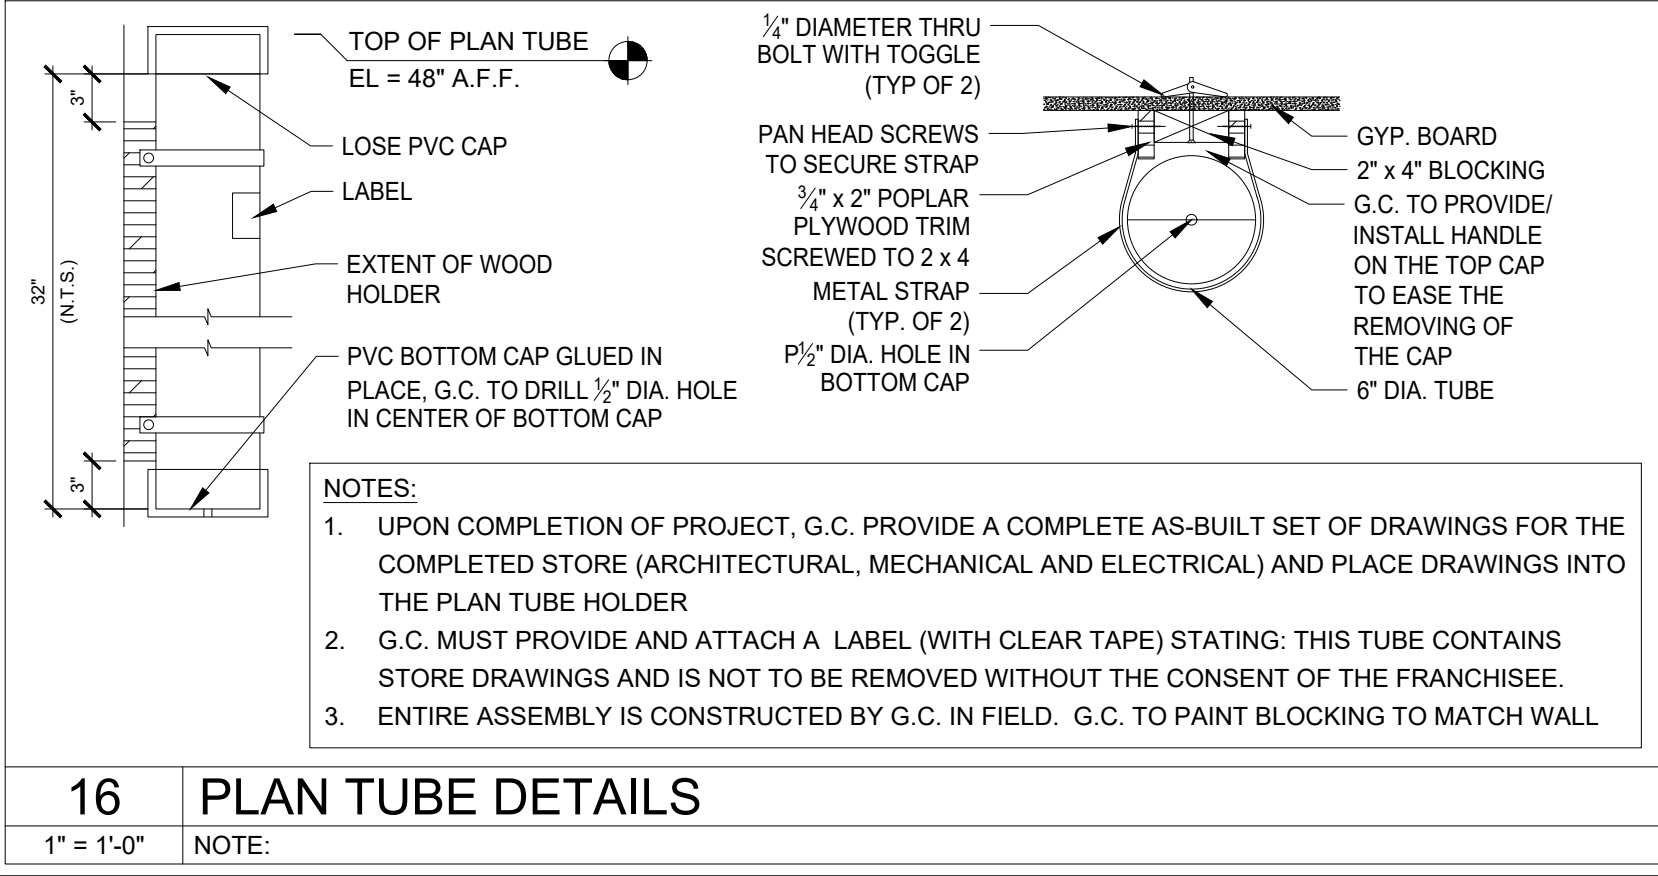 TOP OF PLAN TUBE
EL = 48" A.F.F.
3"
LOSE PVC CAP
LABEL
EXTENT OF WOOD
HOLDER
32"
(N.T.S.)
PVC BOTTOM CAP GLUED IN
PLACE, G.C. TO DRILL ½" DIA. HOLE
IN CENTER OF BOTTOM CAP
3"
¼" DIAMETER THRU
BOLT WITH TOGGLE
(TYP OF 2)
PAN HEAD SCREWS
TO SECURE STRAP
¾" x 2" POPLAR
PLYWOOD TRIM
SCREWED TO 2 x 4
METAL STRAP
(TYP. OF 2)
P½" DIA. HOLE IN
BOTTOM CAP
GYP. BOARD
2" x 4" BLOCKING
G.C. TO PROVIDE/
INSTALL HANDLE
ON THE TOP CAP
TO EASE THE
REMOVING OF
THE CAP
6" DIA. TUBE
NOTES:
1. UPON COMPLETION OF PROJECT, G.C. PROVIDE A COMPLETE AS-BUILT SET OF DRAWINGS FOR THE
COMPLETED STORE (ARCHITECTURAL, MECHANICAL AND ELECTRICAL) AND PLACE DRAWINGS INTO
THE PLAN TUBE HOLDER
2. G.C. MUST PROVIDE AND ATTACH A LABEL (WITH CLEAR TAPE) STATING: THIS TUBE CONTAINS
STORE DRAWINGS AND IS NOT TO BE REMOVED WITHOUT THE CONSENT OF THE FRANCHISEE.
3. ENTIRE ASSEMBLY IS CONSTRUCTED BY G.C. IN FIELD. G.C. TO PAINT BLOCKING TO MATCH WALL
16 PLAN TUBE DETAILS
1" = 1'-0" NOTE: